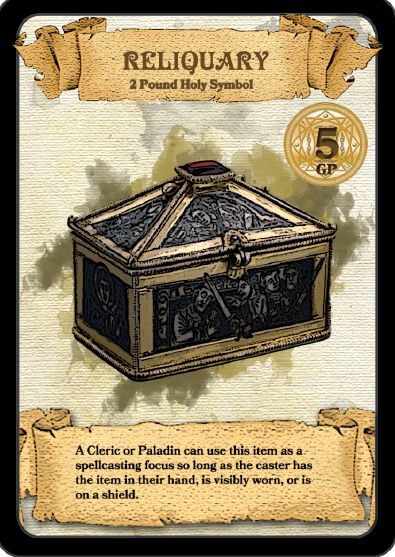 RELIQUARY
2 Pound Holy Symbol
5
GP
A Cleric or Paladin can use this item as a
spellcasting focus so long as the caster has
the item in their hand, is visibly worn, or is
on a shield.